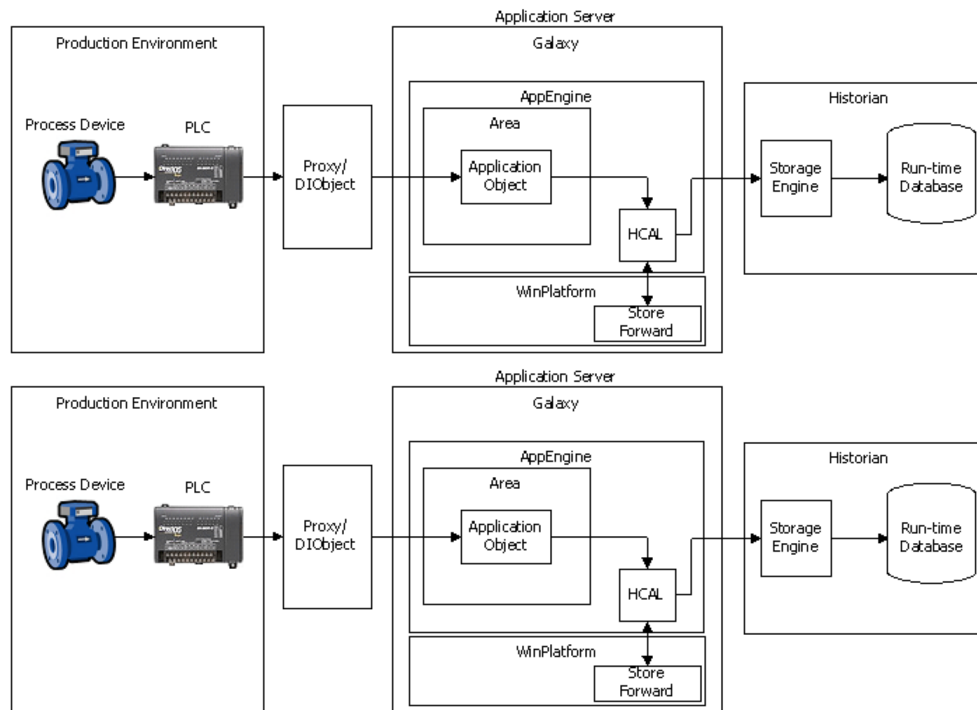 Application Server
Production Environment
Galaxy
AppEngine
Historian
Process Device
PLC
Area
Proxy/
DIObject
Application
Object
Storage
Engine
Run-time
Database
HCAL
WinPlatform
Store
Forward
Application Server
Production Environment
Galaxy
AppEngine
Historian
Process Device
PLC
Area
Proxy/
DIObject
Application
Object
Storage
Engine
Run-time
Database
HCAL
WinPlatform
Store
Forward